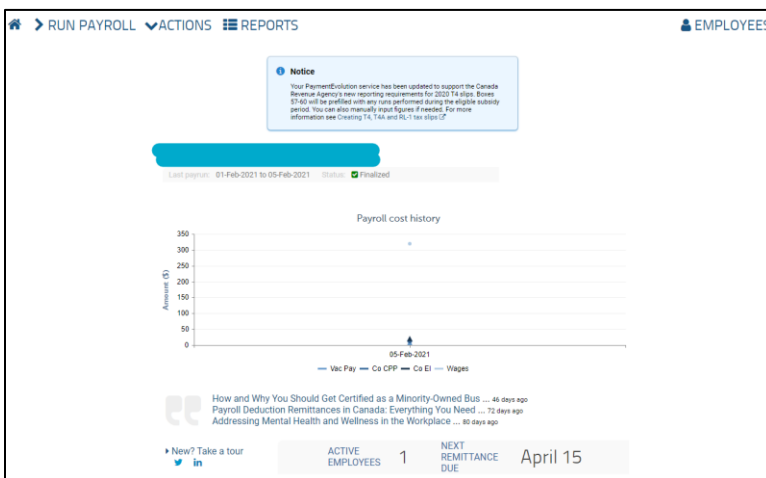 RUN PAYROLL ACTIONS REPORTS EMPLOYEES
Notice
Your PaymentEvolution service has been updated to support the Canada
Revenue Agency's new reporting requirements for 2020 T4 slips. Boxes
57-60 will be prefilled with any runs performed during the eligible subsidy
period. You can also manually input figures if needed. For more
information see Creating T4, T4A and RL-1 tax slips
Last payrun: 01-Feb-2021 to 05-Feb-2021 Status: Finalized
Payroll cost history
350
300
250
200
150
100
50
0
Amount ($)
05-Feb-2021
Vac Pay Co CPP Co EI Wages
How and Why You Should Get Certified as a Minority-Owned Bus ... 46 days ago
Payroll Deduction Remittances in Canada: Everything You Need ... 72 days ago
Addressing Mental Health and Wellness in the Workplace ... 80 days ago
New? Take a tour
ACTIVE
EMPLOYEES
1
NEXT
REMITTANCE
DUE
April 15